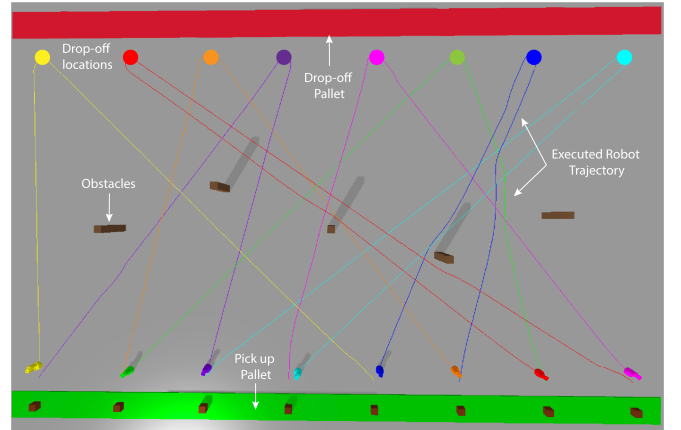 Drop-off
locations
Drop-off
Pallet
Executed Robot
Trajectory
Obstacles
Pick up
Pallet